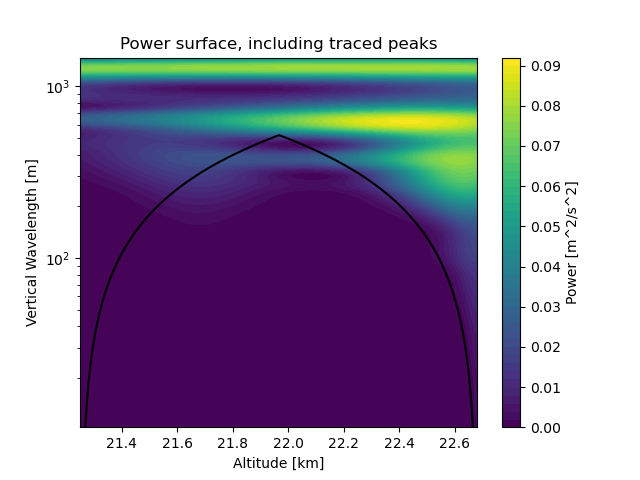 Power surface, including traced peaks
Vertical Wavelength [m]
10^3
10^2
21.4 21.6 21.8 22.0 22.2 22.4 22.6
Altitude [km]
0.09
0.08
0.07
0.06
0.05
0.04
0.03
0.02
0.01
0.00
Power [m^2/s^2]